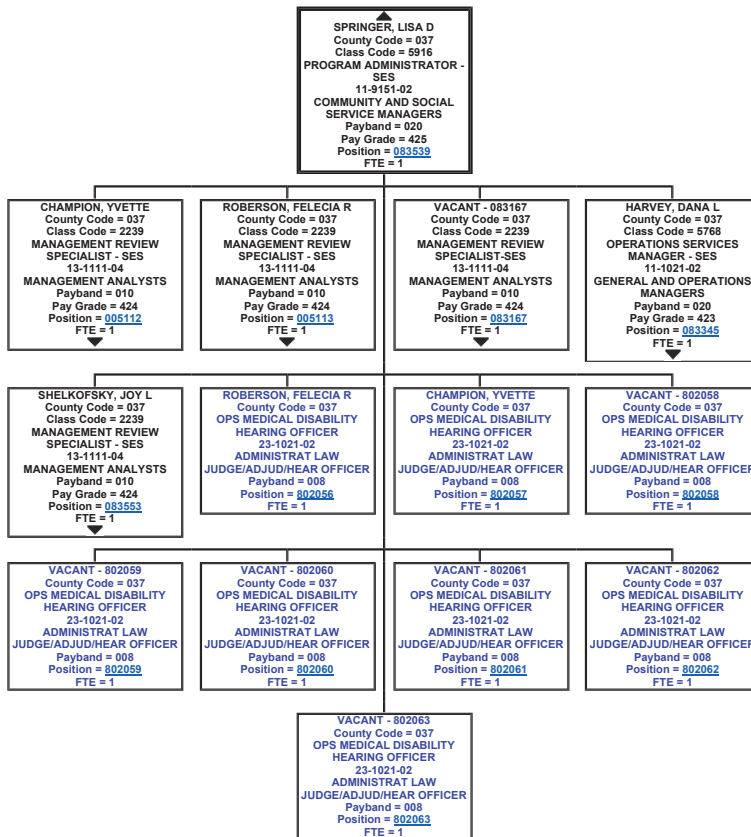 SPRINGER, LISA D
County Code = 037
Class Code = 5916
PROGRAM ADMINISTRATOR -
SES
11-9151-02
COMMUNITY AND SOCIAL
SERVICE MANAGERS
Payband = 020
Pay Grade = 425
Position = 083539
FTE = 1
CHAMPION, YVETTE
County Code = 037
Class Code = 2239
MANAGEMENT REVIEW
SPECIALIST - SES
13-1111-04
MANAGEMENT ANALYSTS
Payband = 010
Pay Grade = 424
Position = 005112
FTE = 1
ROBERSON, FELECIA R
County Code = 037
Class Code = 2239
MANAGEMENT REVIEW
SPECIALIST - SES
13-1111-04
MANAGEMENT ANALYSTS
Payband = 010
Pay Grade = 424
Position = 005113
FTE = 1
VACANT - 083167
County Code = 037
Class Code = 2239
MANAGEMENT REVIEW
SPECIALIST-SES
13-1111-04
MANAGEMENT ANALYSTS
Payband = 010
Pay Grade = 424
Position = 083167
FTE = 1
HARVEY, DANA L
County Code = 037
Class Code = 5768
OPERATIONS SERVICES
MANAGER - SES
11-1021-02
GENERAL AND OPERATIONS
MANAGERS
Payband = 020
Pay Grade = 423
Position = 083345
FTE = 1
SHELKOFSKY, JOY L
County Code = 037
Class Code = 2239
MANAGEMENT REVIEW
SPECIALIST - SES
13-1111-04
MANAGEMENT ANALYSTS
Payband = 010
Pay Grade = 424
Position = 083553
FTE = 1
ROBERSON, FELECIA R
County Code = 037
OPS MEDICAL DISABILITY
HEARING OFFICER
23-1021-02
ADMINISTRAT LAW
JUDGE/ADJUD/HEAR OFFICER
Payband = 008
Position = 802056
FTE = 1
CHAMPION, YVETTE
County Code = 037
OPS MEDICAL DISABILITY
HEARING OFFICER
23-1021-02
ADMINISTRAT LAW
JUDGE/ADJUD/HEAR OFFICER
Payband = 008
Position = 802057
FTE = 1
VACANT - 802058
County Code = 037
OPS MEDICAL DISABILITY
HEARING OFFICER
23-1021-02
ADMINISTRAT LAW
JUDGE/ADJUD/HEAR OFFICER
Payband = 008
Position = 802058
FTE = 1
VACANT - 802059
County Code = 037
OPS MEDICAL DISABILITY
HEARING OFFICER
23-1021-02
ADMINISTRAT LAW
JUDGE/ADJUD/HEAR OFFICER
Payband = 008
Position = 802059
FTE = 1
VACANT - 802060
County Code = 037
OPS MEDICAL DISABILITY
HEARING OFFICER
23-1021-02
ADMINISTRAT LAW
JUDGE/ADJUD/HEAR OFFICER
Payband = 008
Position = 802060
FTE = 1
VACANT - 802061
County Code = 037
OPS MEDICAL DISABILITY
HEARING OFFICER
23-1021-02
ADMINISTRAT LAW
JUDGE/ADJUD/HEAR OFFICER
Payband = 008
Position = 802061
FTE = 1
VACANT - 802062
County Code = 037
OPS MEDICAL DISABILITY
HEARING OFFICER
23-1021-02
ADMINISTRAT LAW
JUDGE/ADJUD/HEAR OFFICER
Payband = 008
Position = 802062
FTE = 1
VACANT - 802063
County Code = 037
OPS MEDICAL DISABILITY
HEARING OFFICER
23-1021-02
ADMINISTRAT LAW
JUDGE/ADJUD/HEAR OFFICER
Payband = 008
Position = 802063
FTE = 1